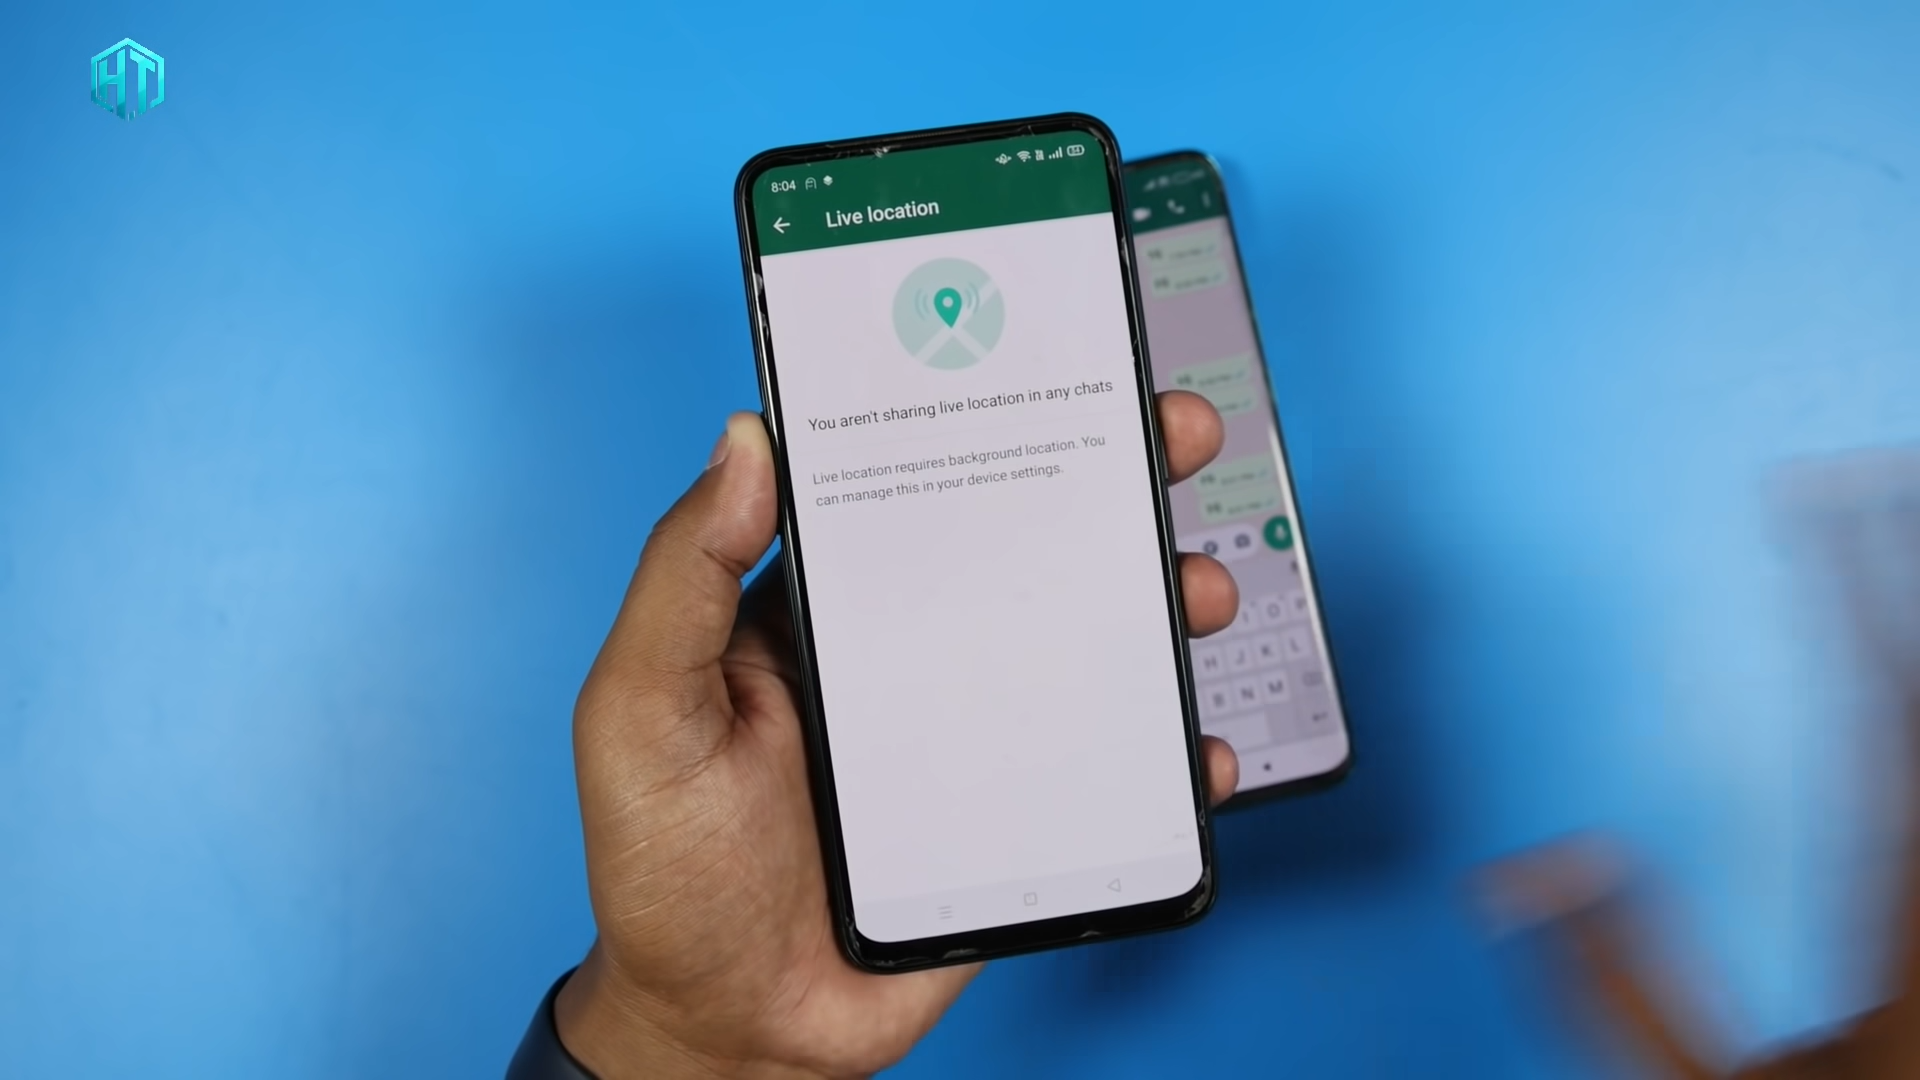 HT
8:04
Live location
You aren't sharing live location in any chats
Live location requires background location. You
can manage this in your device settings.
I O P
H J K L
B N M